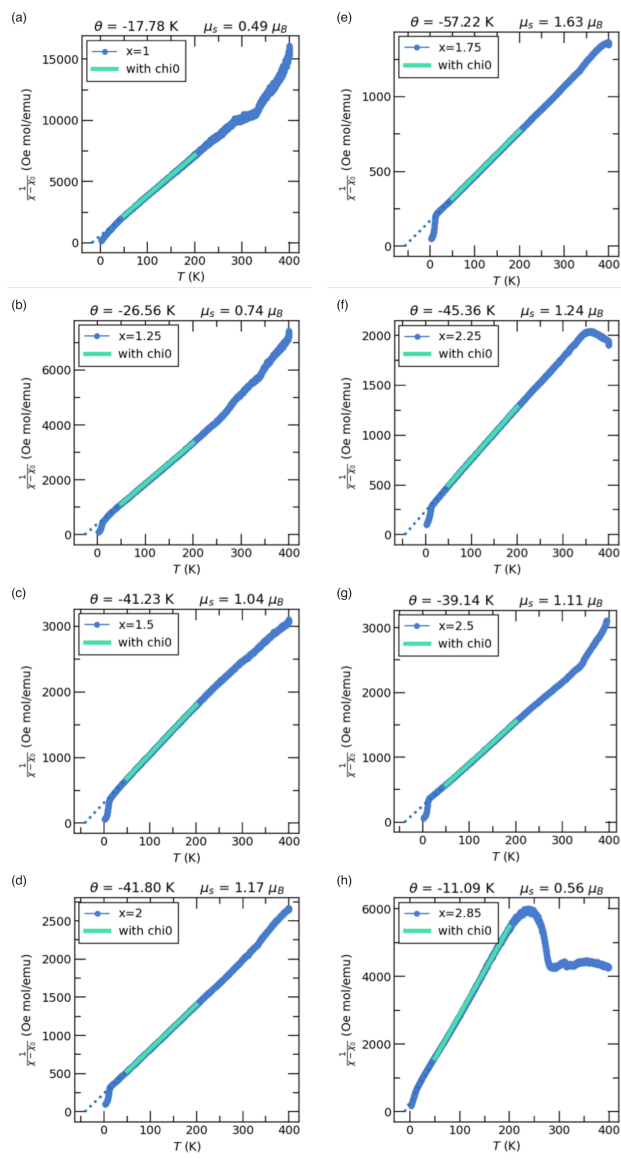 (a)
θ = -17.78 K μs = 0.49 μB
x=1
with chi0
15000
10000
5000
0
1/(χ−χ0) (Oe mol/emu)
0 100 200 300 400
T (K)
(b)
θ = -26.56 K μs = 0.74 μB
x=1.25
with chi0
6000
4000
2000
0
1/(χ−χ0) (Oe mol/emu)
0 100 200 300 400
T (K)
(c)
θ = -41.23 K μs = 1.04 μB
x=1.5
with chi0
3000
2000
1000
0
1/(χ−χ0) (Oe mol/emu)
0 100 200 300 400
T (K)
(d)
θ = -41.80 K μs = 1.17 μB
x=2
with chi0
2500
2000
1500
1000
500
0
1/(χ−χ0) (Oe mol/emu)
0 100 200 300 400
T (K)
(e)
θ = -57.22 K μs = 1.63 μB
x=1.75
with chi0
1000
500
0
1/(χ−χ0) (Oe mol/emu)
0 100 200 300 400
T (K)
(f)
θ = -45.36 K μs = 1.24 μB
x=2.25
with chi0
2000
1500
1000
500
0
1/(χ−χ0) (Oe mol/emu)
0 100 200 300 400
T (K)
(g)
θ = -39.14 K μs = 1.11 μB
x=2.5
with chi0
3000
2000
1000
0
1/(χ−χ0) (Oe mol/emu)
0 100 200 300 400
T (K)
(h)
θ = -11.09 K μs = 0.56 μB
x=2.85
with chi0
6000
4000
2000
0
1/(χ−χ0) (Oe mol/emu)
0 100 200 300 400
T (K)